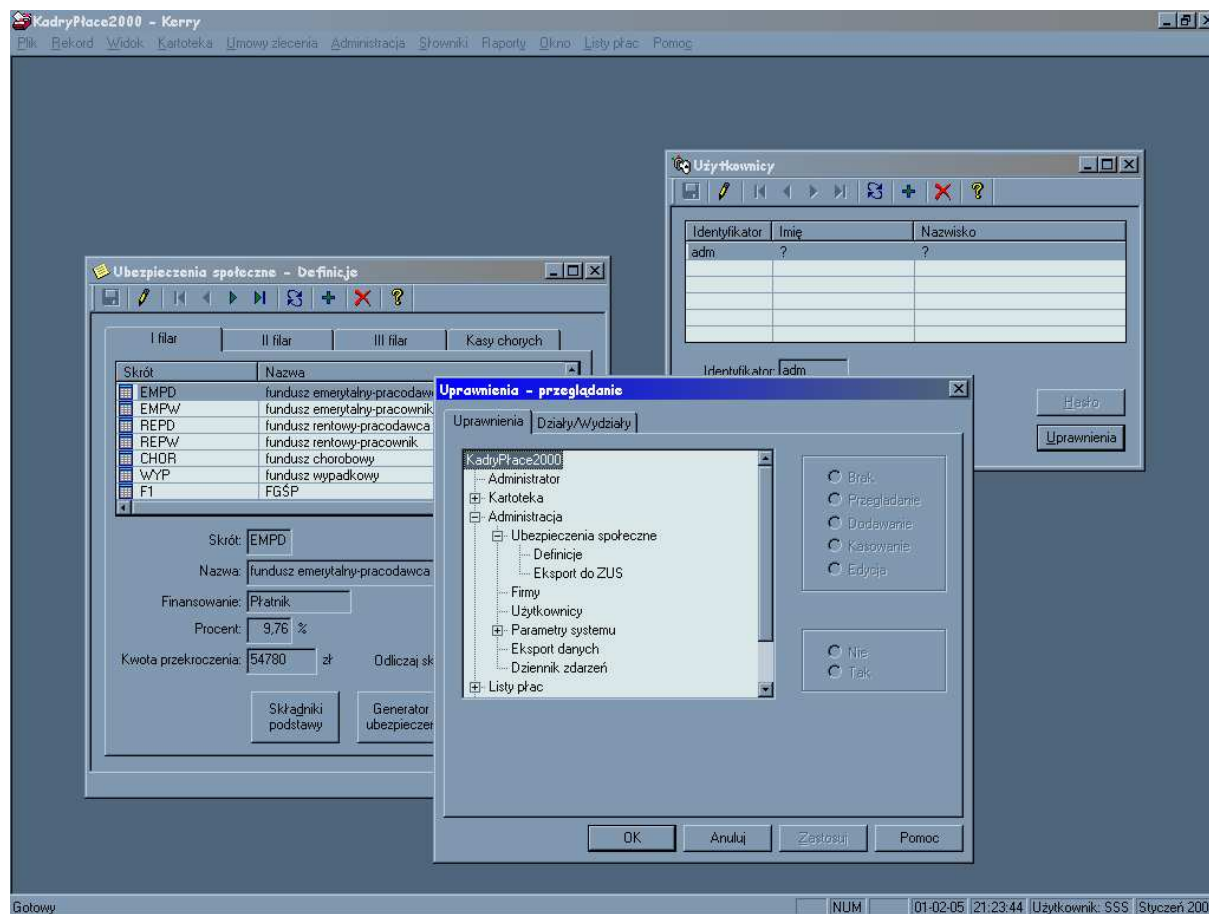 KadryPłace2000 - Kerry
Plik Rekord Widok Kartoteka Umowy zlecenia Administracja Słowniki Raporty Okno Listy płac Pomoc
Użytkownicy
Identyfikator Imię Nazwisko
adm ? ?
Identyfikator: adm
Hasło
Uprawnienia
Ubezpieczenia społeczne - Definicje
I filar II filar III filar Kasy chorych
Skrót Nazwa
EMPD fundusz emerytalny-pracodaw
EMPW fundusz emerytalny-pracownik
REPD fundusz rentowy-pracodawca
REPW fundusz rentowy-pracownik
CHOR fundusz chorobowy
WYP fundusz wypadkowy
F1 FGŚP
Skrót: EMPD
Nazwa: fundusz emerytalny-pracodawca
Finansowanie: Płatnik
Procent: 9,76 %
Kwota przekroczenia: 54780 zł Odliczaj sk
Składniki podstawy
Generator ubezpieczeń
Uprawnienia - przeglądanie
Uprawnienia Działy/Wydziały
KadryPłace2000
Administrator
Kartoteka
Administracja
Ubezpieczenia społeczne
Definicje
Eksport do ZUS
Firmy
Użytkownicy
Parametry systemu
Eksport danych
Dziennik zdarzeń
Listy płac
Brak
Przeglądanie
Dodawanie
Kasowanie
Edycja
Nie
Tak
OK Anuluj Zastosuj Pomoc
Gotowy NUM 01-02-05 21:23:44 Użytkownik: SSS Styczeń 200